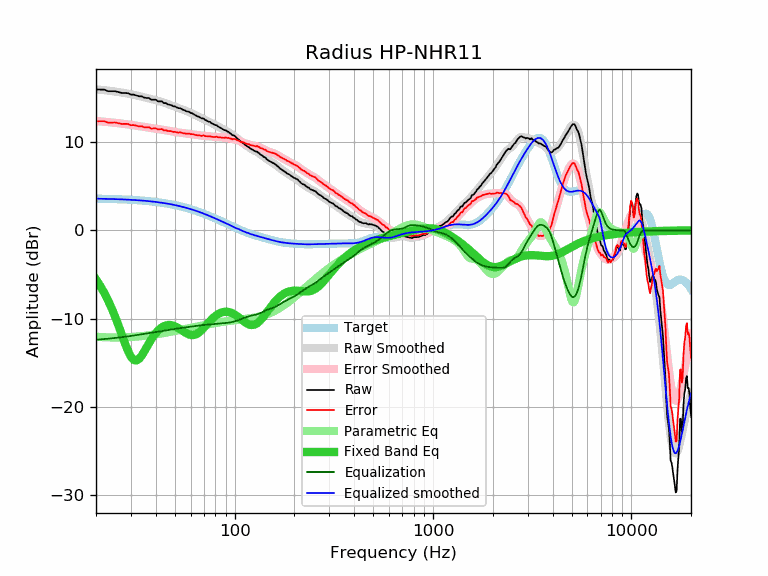 Radius HP-NHR11
Amplitude (dBr)
10
0
−10
−20
−30
Target
Raw Smoothed
Error Smoothed
Raw
Error
Parametric Eq
Fixed Band Eq
Equalization
Equalized smoothed
100
1000
10000
Frequency (Hz)